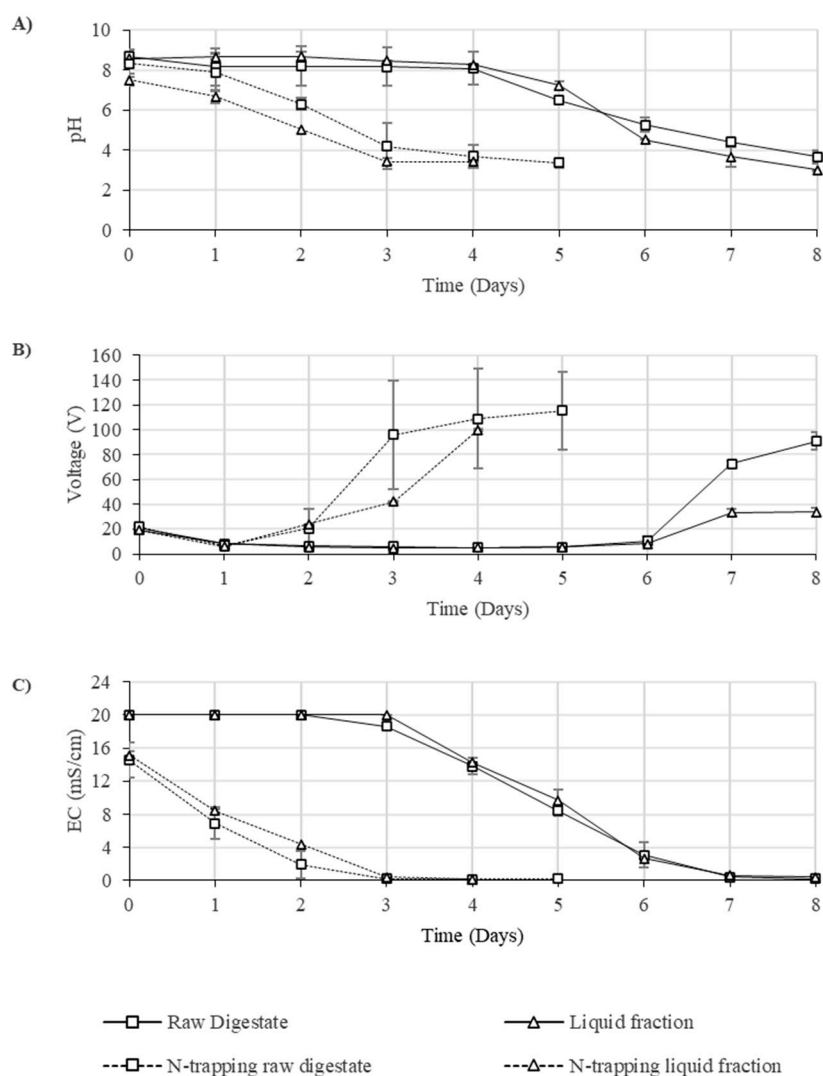 A)
10
8
6
4
2
0
pH
0 1 2 3 4 5 6 7 8
Time (Days)
B)
160
140
120
100
80
60
40
20
0
Voltage (V)
0 1 2 3 4 5 6 7 8
Time (Days)
C)
24
20
16
12
8
4
0
EC (mS/cm)
0 1 2 3 4 5 6 7 8
Time (Days)
Raw Digestate Liquid fraction
N-trapping raw digestate N-trapping liquid fraction